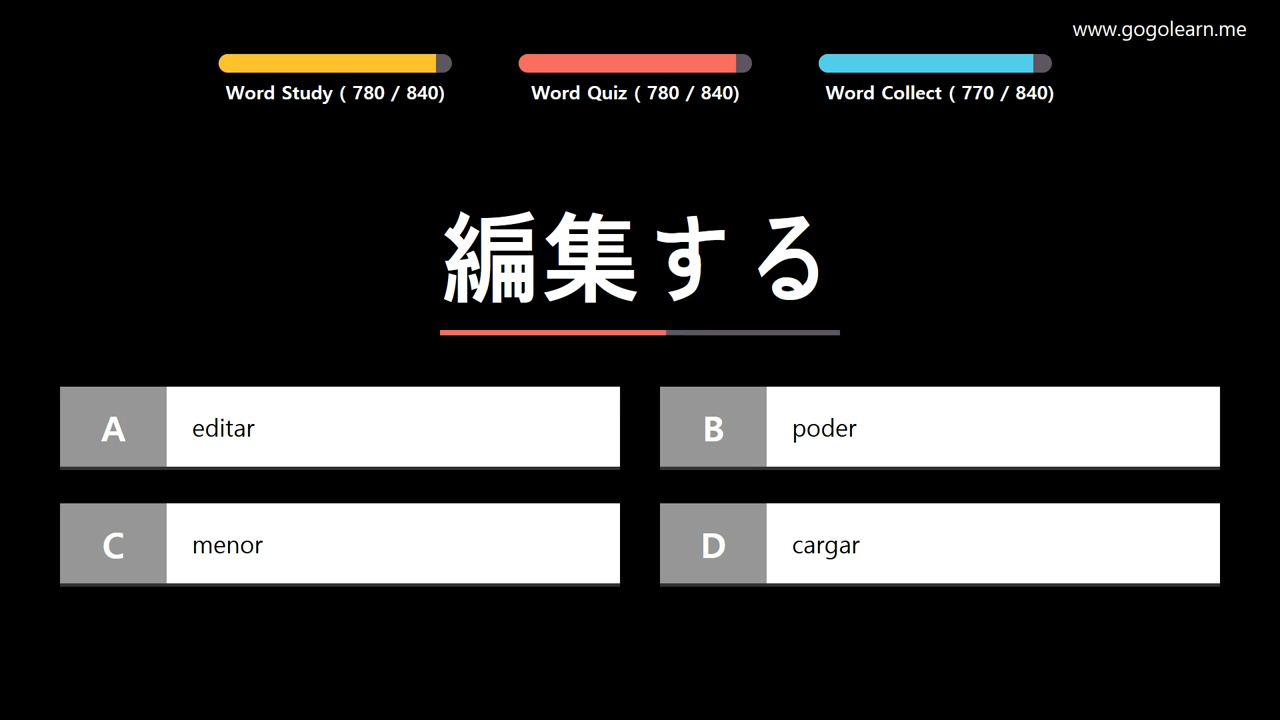 www.gogolearn.me
Word Study ( 780 / 840)
Word Quiz ( 780 / 840)
Word Collect ( 770 / 840)
編集する
A editar
B poder
C menor
D cargar